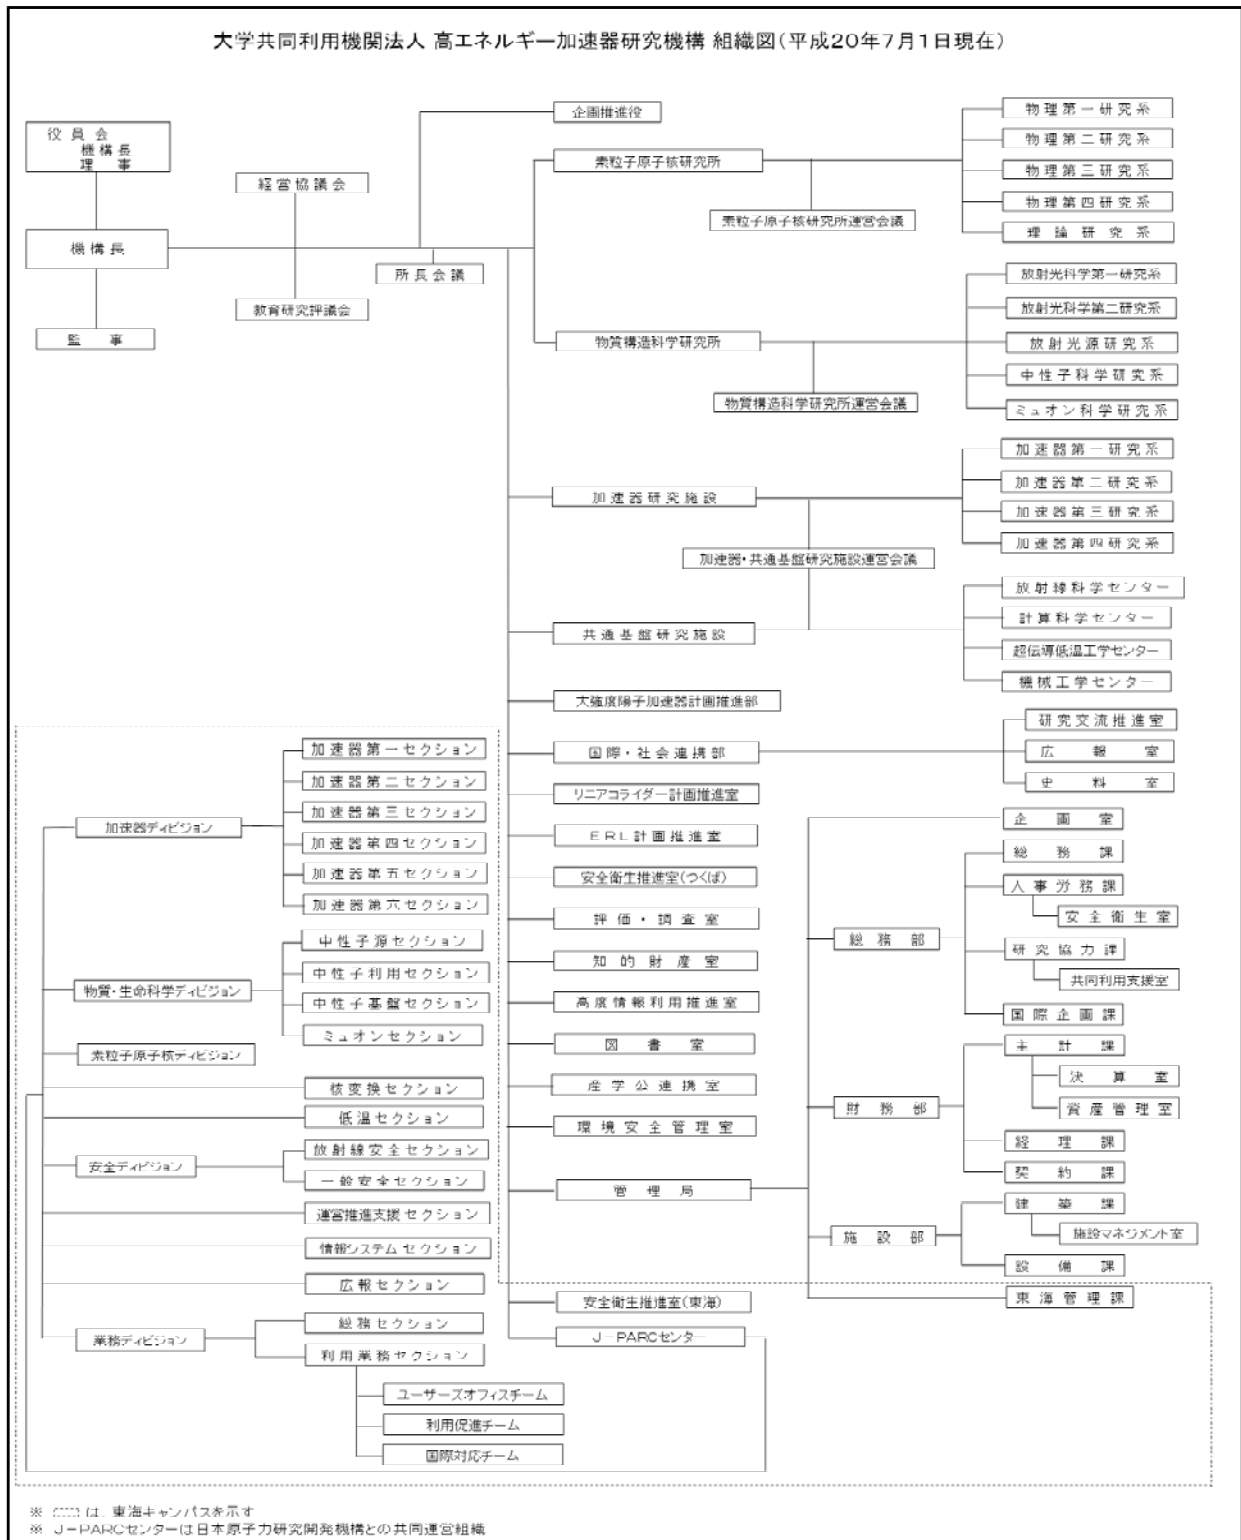 大学共同利用機関法人 高エネルギー加速器研究機構 組織図(平成20年7月1日現在)
役員会
機構長
理事
機構長
監事
経営協議会
教育研究評議会
所長会議
企画推進役
素粒子原子核研究所
素粒子原子核研究所運営会議
物理第一研究系
物理第二研究系
物理第三研究系
物理第四研究系
理論研究系
物質構造科学研究所
物質構造科学研究所運営会議
放射光科学第一研究系
放射光科学第二研究系
放射光源研究系
中性子科学研究系
ミュオン科学研究系
加速器研究施設
加速器・共通基盤研究施設運営会議
加速器第一研究系
加速器第二研究系
加速器第三研究系
加速器第四研究系
共通基盤研究施設
放射線科学センター
計算科学センター
超伝導低温工学センター
機械工学センター
大強度陽子加速器計画推進部
国際・社会連携部
研究交流推進室
広報室
史料室
リニアコライダー計画推進室
ERL計画推進室
安全衛生推進室(つくば)
評価・調査室
知的財産室
高度情報利用推進室
図書室
産学公連携室
環境安全管理室
管理局
企画室
総務部
総務課
人事労務課
安全衛生室
研究協力課
共同利用支援室
国際企画課
財務部
主計課
決算室
資産管理室
経理課
契約課
施設部
建築課
施設マネジメント室
設備課
東海管理課
安全衛生推進室(東海)
J-PARCセンター
加速器ディビジョン
加速器第一セクション
加速器第二セクション
加速器第三セクション
加速器第四セクション
加速器第五セクション
加速器第六セクション
物質・生命科学ディビジョン
中性子源セクション
中性子利用セクション
中性子基盤セクション
ミュオンセクション
素粒子原子核ディビジョン
核変換セクション
低温セクション
安全ディビジョン
放射線安全セクション
一般安全セクション
運営推進支援セクション
情報システムセクション
広報セクション
業務ディビジョン
総務セクション
利用業務セクション
ユーザーズオフィスチーム
利用促進チーム
国際対応チーム
※ は、東海キャンパスを示す
※ J-PARCセンターは日本原子力研究開発機構との共同運営組織